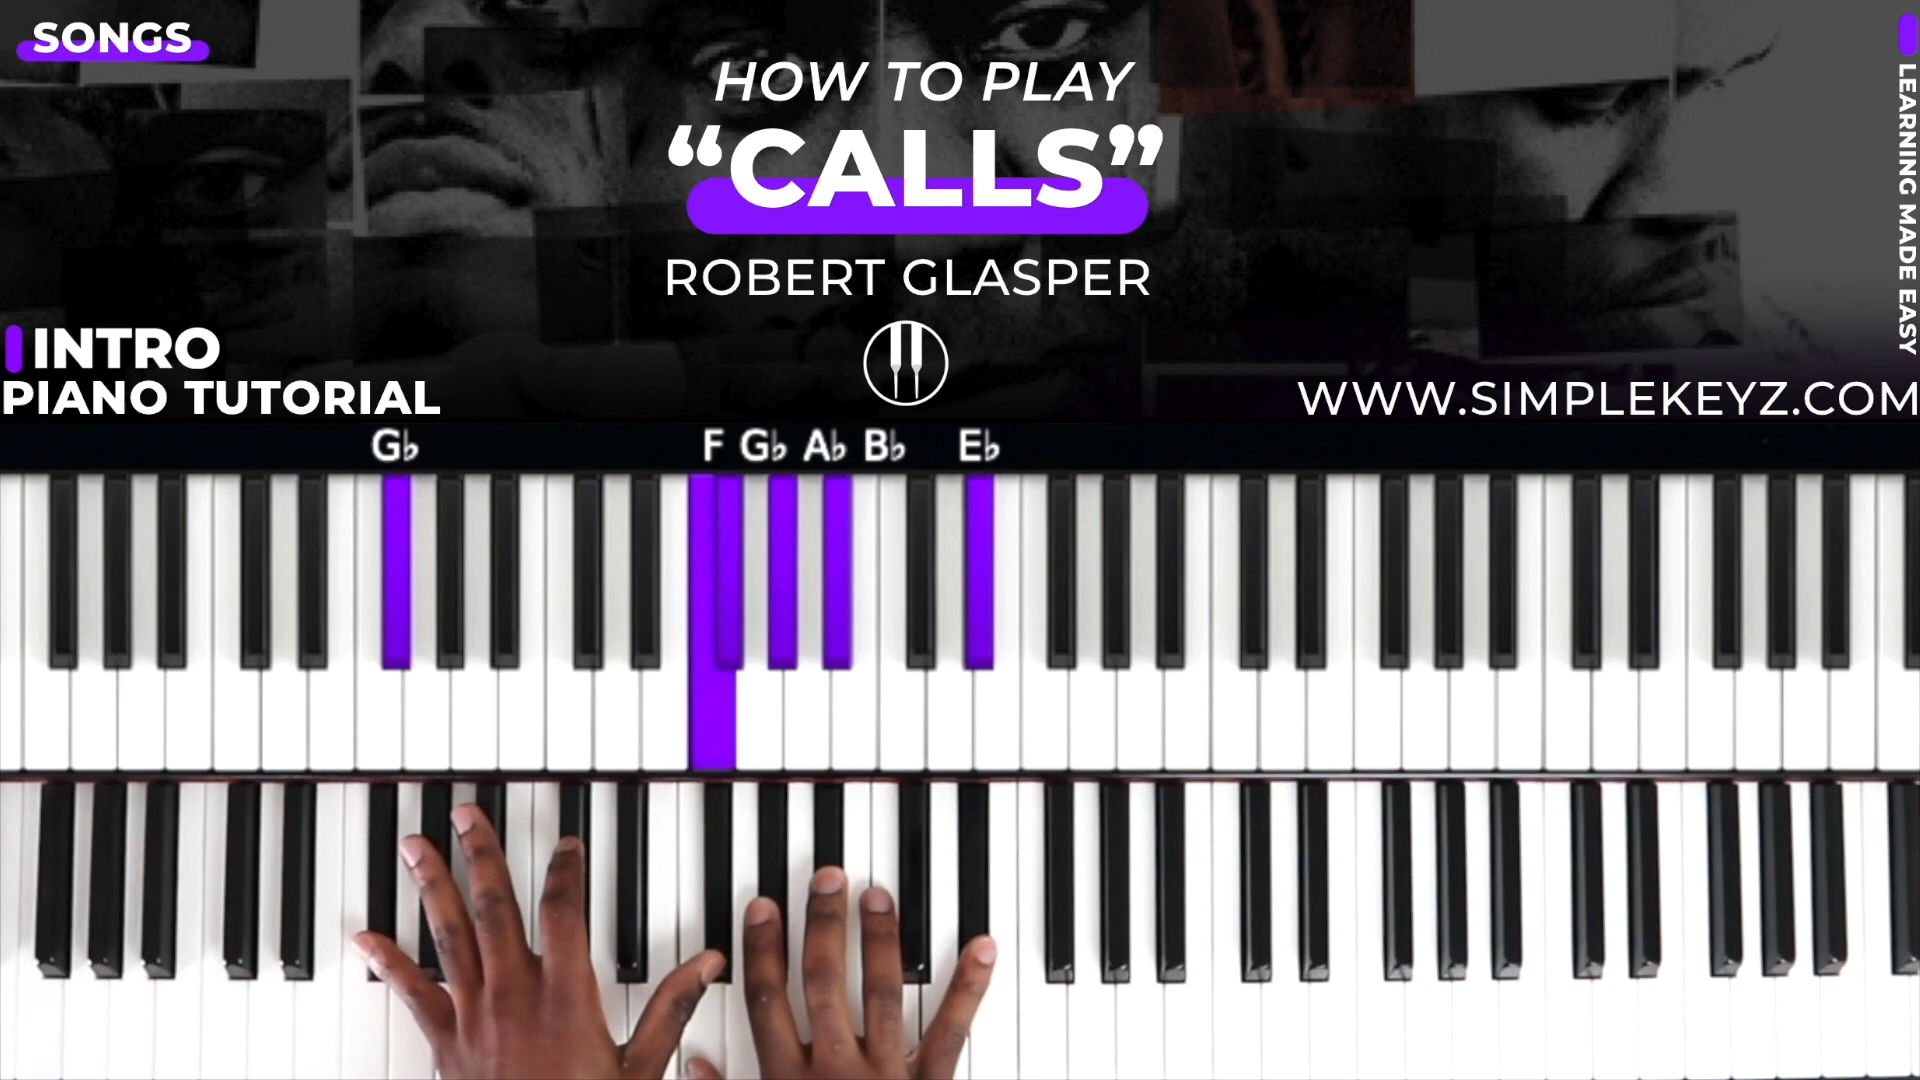 SONGS
HOW TO PLAY
“CALLS”
ROBERT GLASPER
LEARNING MADE EASY
INTRO
PIANO TUTORIAL
WWW.SIMPLEKEYZ.COM
G♭ F G♭ A♭ B♭ E♭